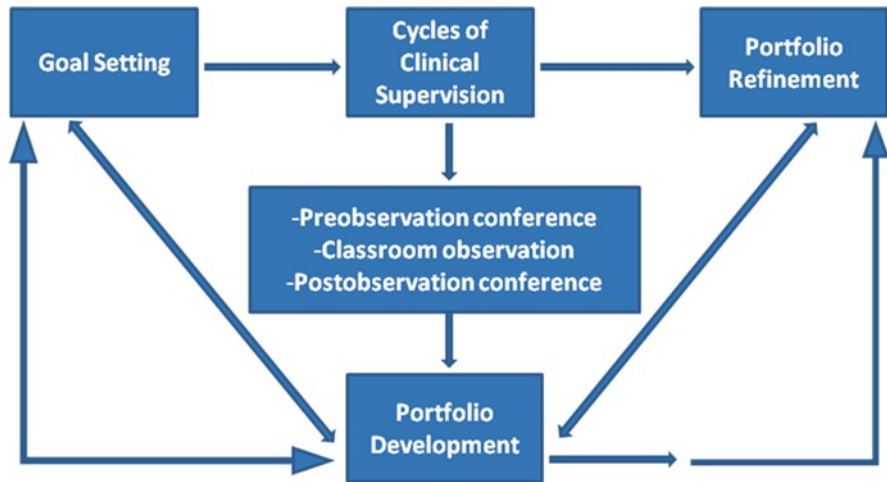 Goal Setting
Cycles of
Clinical
Supervision
Portfolio
Refinement
-Preobservation conference
-Classroom observation
-Postobservation conference
Portfolio
Development